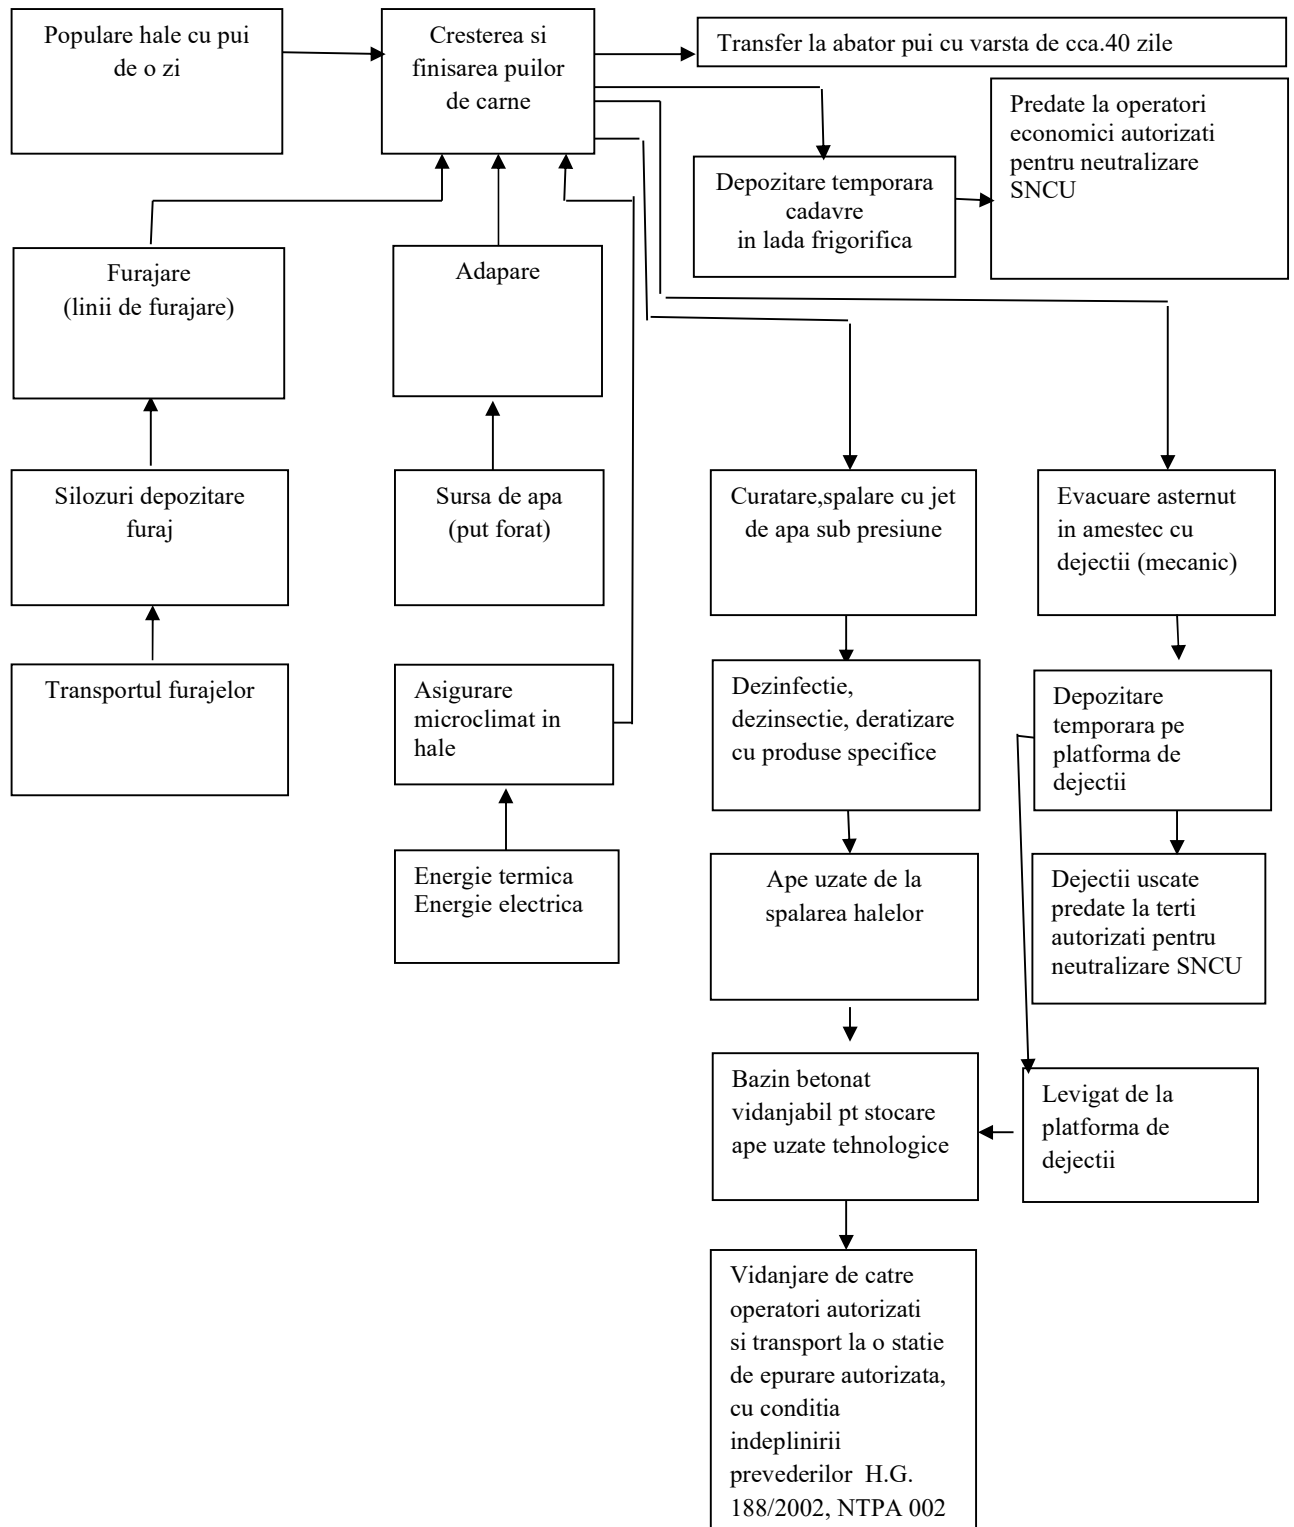 Populare hale cu pui
de o zi
Cresterea si
finisarea puilor
de carne
Transfer la abator pui cu varsta de cca.40 zile
Predate la operatori
economici autorizati
pentru neutralizare
SNCU
Depozitare temporara
cadavre
in lada frigorifica
Furajare
(linii de furajare)
Adapare
Silozuri depozitare
furaj
Sursa de apa
(put forat)
Curatare,spalare cu jet
de apa sub presiune
Evacuare asternut
in amestec cu
dejectii (mecanic)
Transportul furajelor
Asigurare
microclimat in
hale
Dezinfectie,
dezinsectie, deratizare
cu produse specifice
Depozitare
temporara pe
platforma de
dejectii
Energie termica
Energie electrica
Ape uzate de la
spalarea halelor
Dejectii uscate
predate la terti
autorizati pentru
neutralizare SNCU
Bazin betonat
vidanjabil pt stocare
ape uzate tehnologice
Levigat de la
platforma de
dejectii
Vidanjare de catre
operatori autorizati
si transport la o statie
de epurare autorizata,
cu conditia
indeplinirii
prevederilor H.G.
188/2002, NTPA 002